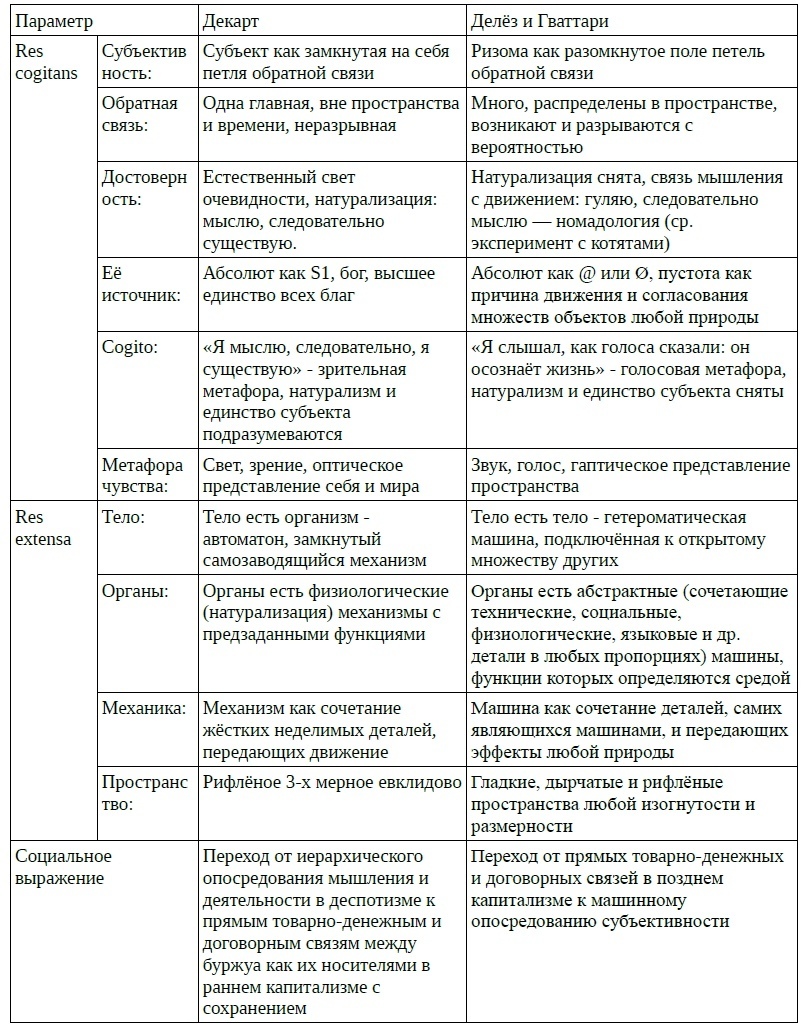 Параметр
Декарт
Делёз и Гваттари
Res
cogitans
Субъектив
ность:
Субъект как замкнутая на себя
петля обратной связи
Ризома как разомкнутое поле петель
обратной связи
Обратная
связь:
Одна главная, вне пространства
и времени, неразрывная
Много, распределены в пространстве,
возникают и разрываются с
вероятностью
Достоверн
ость:
Естественный свет
очевидности, натурализация:
мыслю, следовательно
существую.
Натурализация снята, связь мышления
с движением: гуляю, следовательно
мыслю — номадология (ср.
эксперимент с котятами)
Её
источник:
Абсолют как S1, бог, высшее
единство всех благ
Абсолют как @ или Ø, пустота как
причина движения и согласования
множеств объектов любой природы
Cogito:
«Я мыслю, следовательно, я
существую» - зрительная
метафора, натурализм и
единство субъекта
подразумеваются
«Я слышал, как голоса сказали: он
осознаёт жизнь» - голосовая метафора,
натурализм и единство субъекта сняты
Метафора
чувства:
Свет, зрение, оптическое
представление себя и мира
Звук, голос, гаптическое представление
пространства
Res
extensa
Тело:
Тело есть организм -
автоматон, замкнутый
самозаводящийся механизм
Тело есть тело - гетероматическая
машина, подключённая к открытому
множеству других
Органы:
Органы есть физиологические
(натурализация) механизмы с
предзаданными функциями
Органы есть абстрактные (сочетающие
технические, социальные,
физиологические, языковые и др.
детали в любых пропорциях) машины,
функции которых определяются средой
Механика:
Механизм как сочетание
жёстких неделимых деталей,
передающих движение
Машина как сочетание деталей, самих
являющихся машинами, и передающих
эффекты любой природы
Пространс
тво:
Рифлёное 3-х мерное евклидово
Гладкие, дырчатые и рифлёные
пространства любой изогнутости и
размерности
Социальное
выражение
Переход от иерархического
опосредования мышления и
деятельности в деспотизме к
прямым товарно-денежным и
договорным связям между
буржуа как их носителями в
раннем капитализме с
сохранением
Переход от прямых товарно-денежных
и договорных связей в позднем
капитализме к машинному
опосредованию субъективности